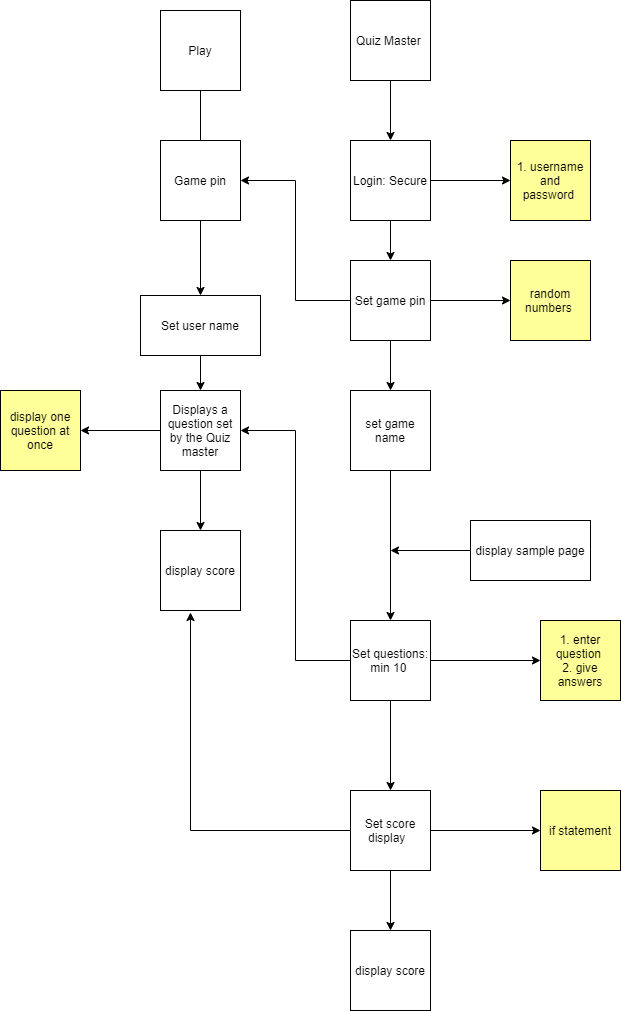 Play
Quiz Master
Game pin
Login: Secure
1. username
and
password
Set game pin
random
numbers
Set user name
display one
question at
once
Displays a
question set
by the Quiz
master
set game
name
display score
display sample page
Set questions:
min 10
1. enter
question
2. give
answers
Set score
display
if statement
display score